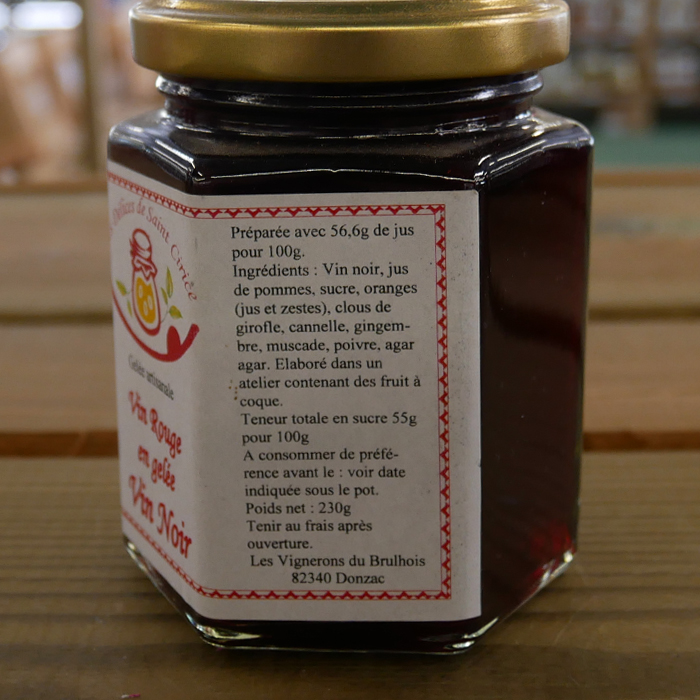 Délices de Saint Cirice
Gelée artisanale
Vin Rouge
en gelée
Vin Noir
Préparée avec 56,6g de jus
pour 100g.
Ingrédients : Vin noir, jus
de pommes, sucre, oranges
(jus et zestes), clous de
girofle, cannelle, gingem-
bre, muscade, poivre, agar
agar. Elaboré dans un
atelier contenant des fruit à
coque.
Teneur totale en sucre 55g
pour 100g
A consommer de préfé-
rence avant le : voir date
indiquée sous le pot.
Poids net : 230g
Tenir au frais après
ouverture.
Les Vignerons du Brulhois
82340 Donzac